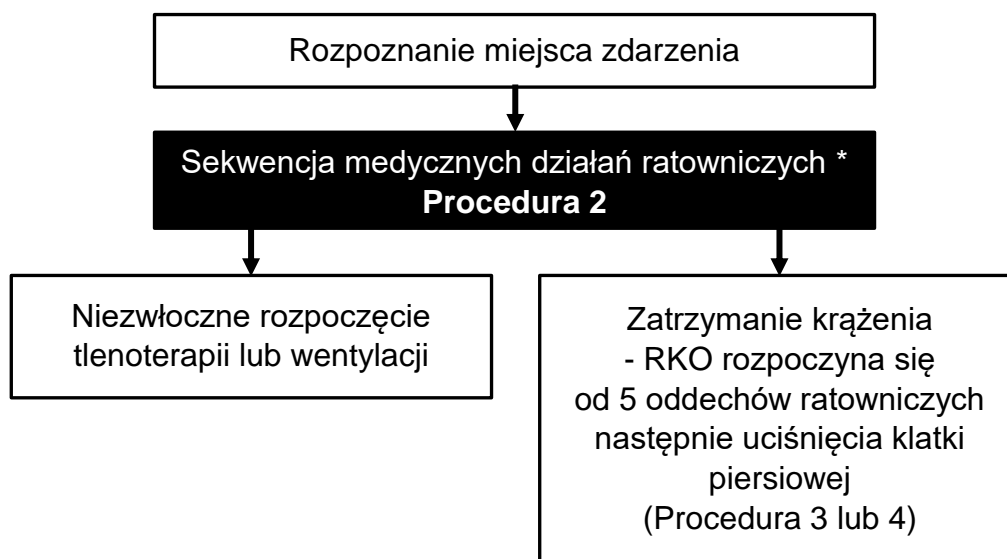 Rozpoznanie miejsca zdarzenia
Sekwencja medycznych działań ratowniczych *
Procedura 2
Niezwłoczne rozpoczęcie
tlenoterapii lub wentylacji
Zatrzymanie krążenia
- RKO rozpoczyna się
od 5 oddechów ratowniczych
następnie uciśnięcia klatki
piersiowej
(Procedura 3 lub 4)